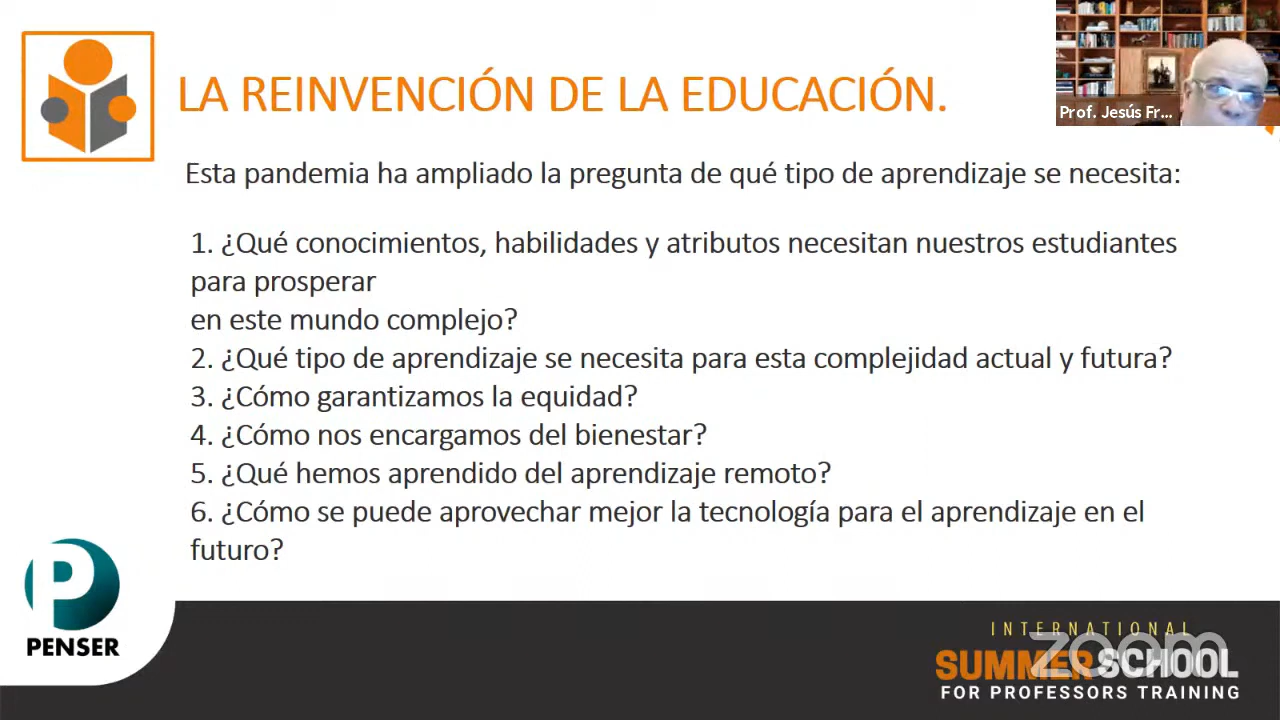 LA REINVENCIÓN DE LA EDUCACIÓN.
Prof. Jesús Fr...
Esta pandemia ha ampliado la pregunta de qué tipo de aprendizaje se necesita:
1. ¿Qué conocimientos, habilidades y atributos necesitan nuestros estudiantes
para prosperar
en este mundo complejo?
2. ¿Qué tipo de aprendizaje se necesita para esta complejidad actual y futura?
3. ¿Cómo garantizamos la equidad?
4. ¿Cómo nos encargamos del bienestar?
5. ¿Qué hemos aprendido del aprendizaje remoto?
6. ¿Cómo se puede aprovechar mejor la tecnología para el aprendizaje en el
futuro?
P
PENSER
INTERNATIONAL
SUMMER SCHOOL
zoom
FOR PROFESSORS TRAINING